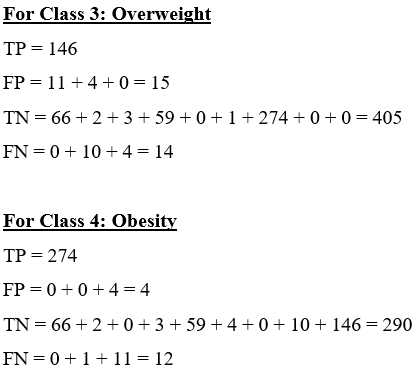 For Class 3: Overweight
TP = 146
FP = 11 + 4 + 0 = 15
TN = 66 + 2 + 3 + 59 + 0 + 1 + 274 + 0 + 0 = 405
FN = 0 + 10 + 4 = 14
For Class 4: Obesity
TP = 274
FP = 0 + 0 + 4 = 4
TN = 66 + 2 + 0 + 3 + 59 + 4 + 0 + 10 + 146 = 290
FN = 0 + 1 + 11 = 12